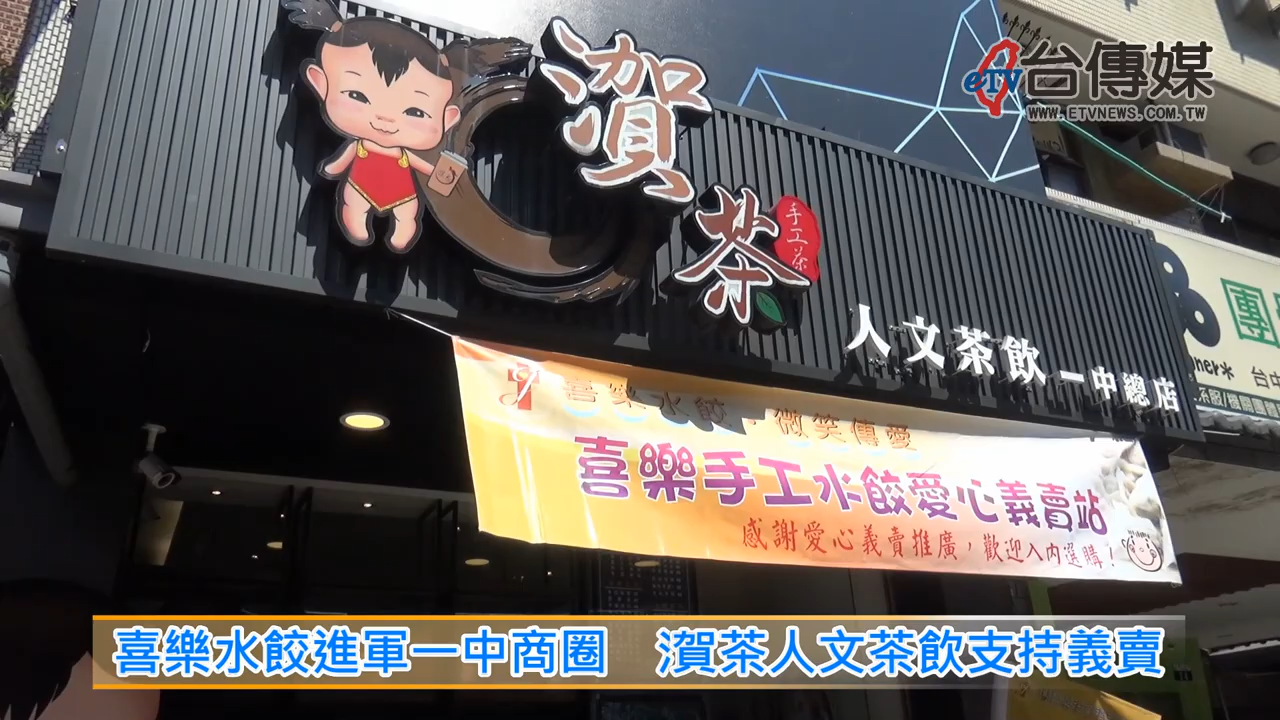 eTV台傳媒
WWW.ETVNEWS.COM.TW
濱茶
手工茶
人文茶飲 一中總店
喜樂水餃·微笑傳愛
喜樂手工水餃愛心義賣站
感謝愛心義賣推廣,歡迎入內選購!
團
ner*
台中
喜樂水餃進軍一中商圈 濱茶人文茶飲支持義賣